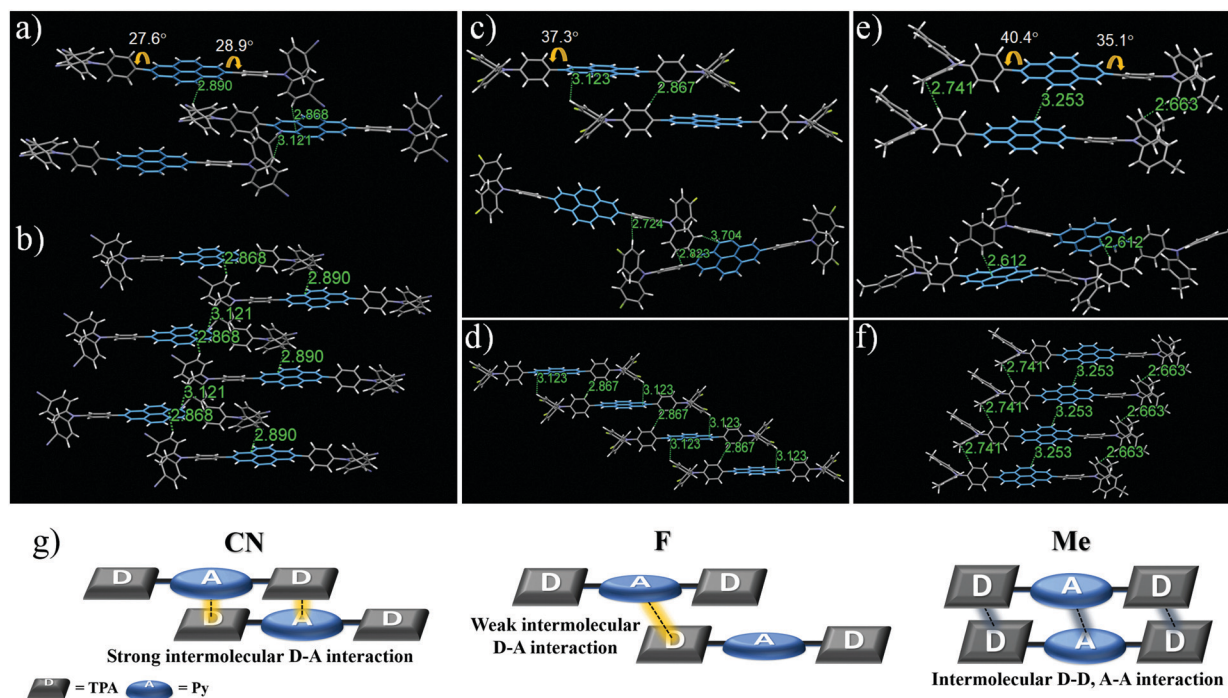 a)
27.6°
28.9°
2.890
2.868
3.121
b)
2.868
2.890
3.121
2.868
2.890
3.121
2.868
2.890
c)
37.3°
3.123
2.867
2.724
3.704
2.823
d)
3.123
2.867
3.123
2.867
3.123
3.123
2.867
3.123
e)
40.4°
35.1°
2.741
3.253
2.663
2.612
2.612
f)
2.741
3.253
2.663
2.741
3.253
2.663
2.741
3.253
2.663
g)
CN
D A D
D A D
Strong intermolecular D-A interaction
F
D A D
Weak intermolecular
D-A interaction
D A D
Me
D A D
D A D
Intermolecular D-D, A-A interaction
D = TPA A = Py